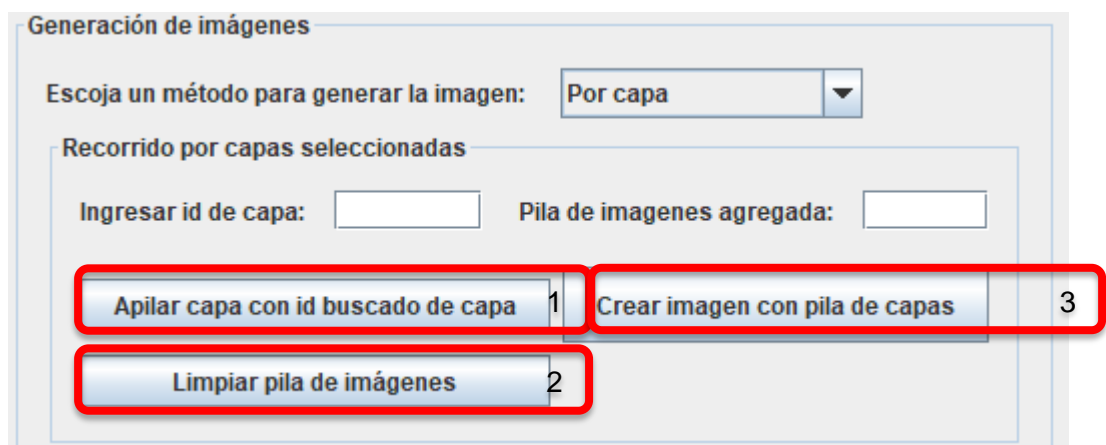 Generación de imágenes
Escoja un método para generar la imagen: Por capa
Recorrido por capas seleccionadas
Ingresar id de capa: Pila de imagenes agregada:
Apilar capa con id buscado de capa 1 Crear imagen con pila de capas 3
Limpiar pila de imágenes 2